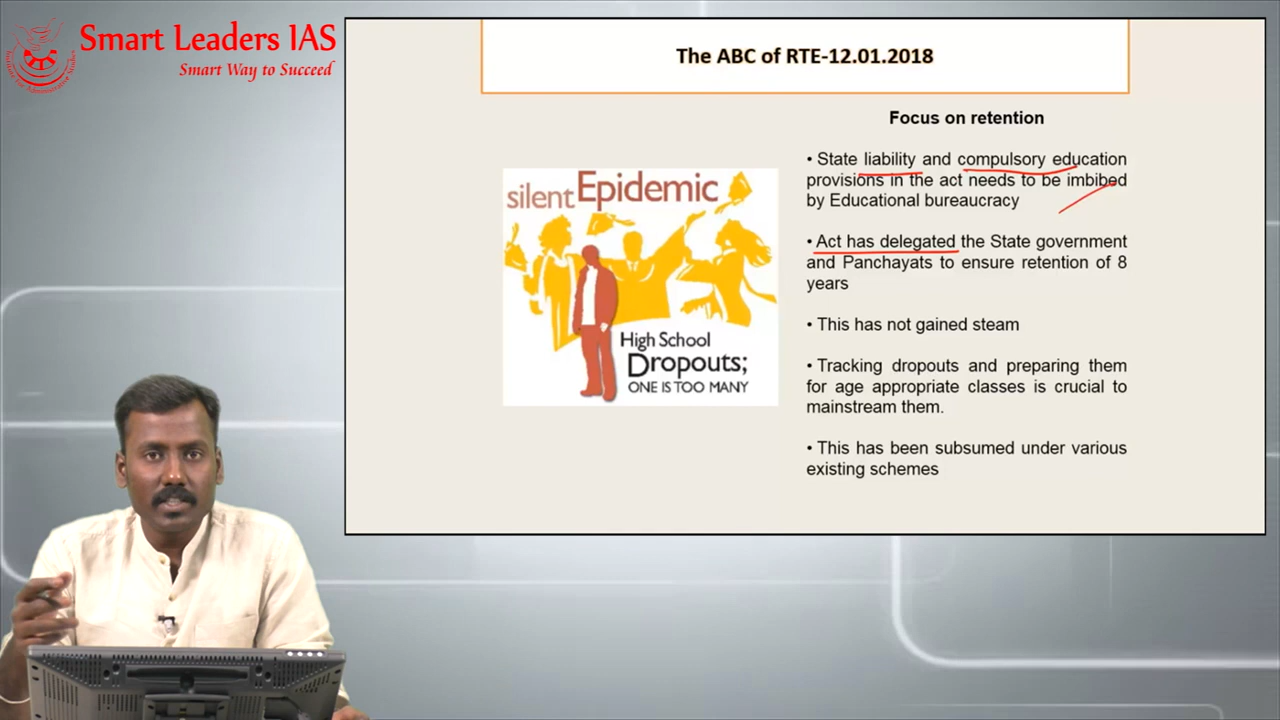 Smart Leaders IAS
Smart Way to Succeed
The ABC of RTE-12.01.2018
Focus on retention
silent Epidemic
High School
Dropouts;
ONE IS TOO MANY
• State liability and compulsory education
provisions in the act needs to be imbibed
by Educational bureaucracy
• Act has delegated the State government
and Panchayats to ensure retention of 8
years
• This has not gained steam
• Tracking dropouts and preparing them
for age appropriate classes is crucial to
mainstream them.
• This has been subsumed under various
existing schemes